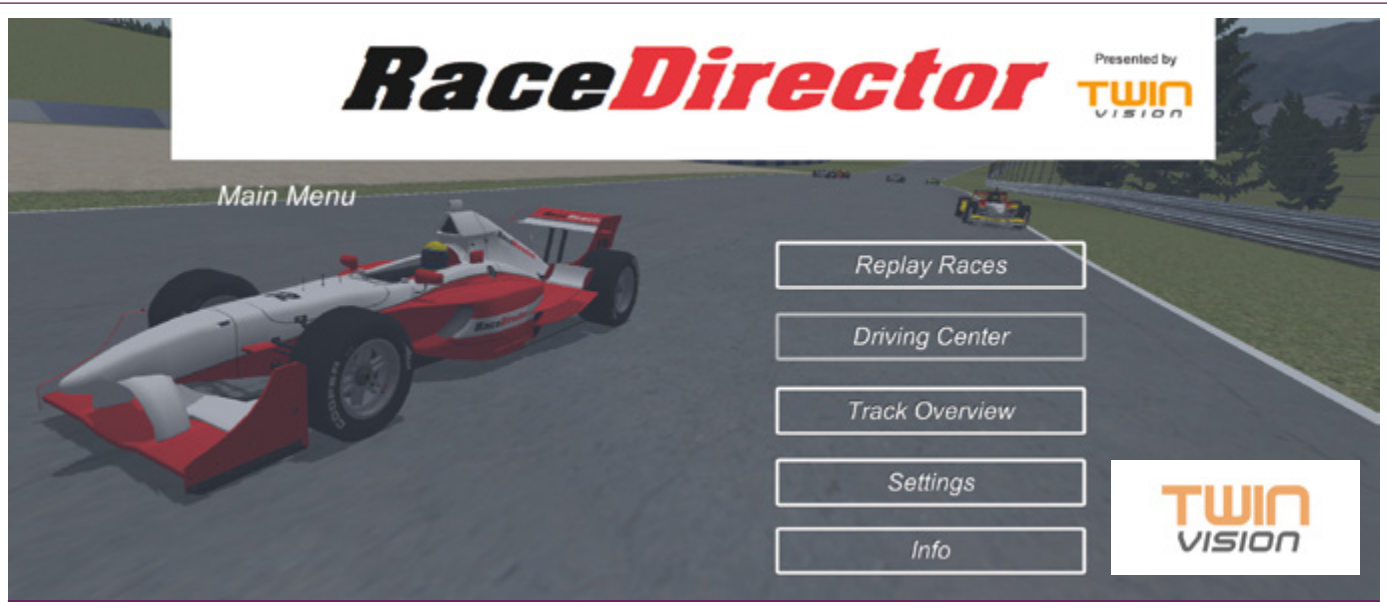 RaceDirector
Presented by
TWIN
VISION
Main Menu
Replay Races
Driving Center
Track Overview
Settings
Info
TWIN
VISION